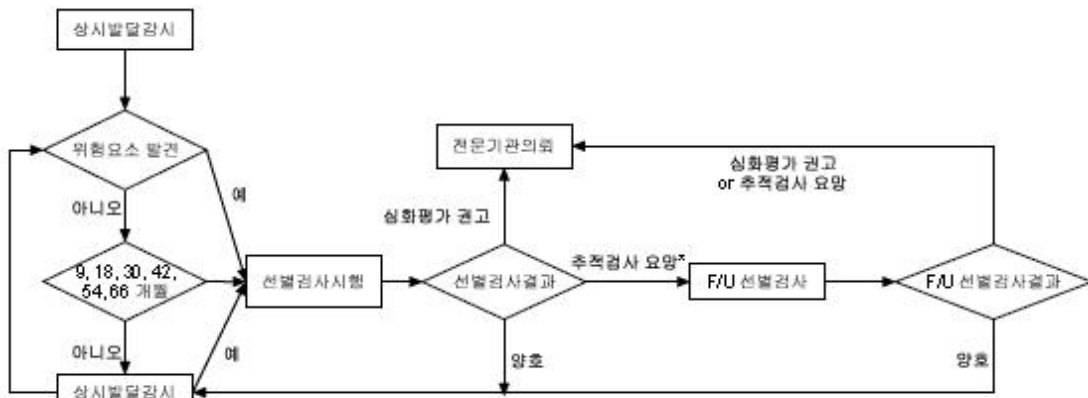 상시발달감시
위험요소 발견
아니오
예
9, 18, 30, 42,
54,66 개월
아니오
예
상시발달감시
선별검사시행
전문기관의뢰
심화평가 권고
선별검사결과
양호
추적검사 요망*
F/U 선별검사
심화평가 권고
or 추적검사 요망
F/U 선별검사결과
양호